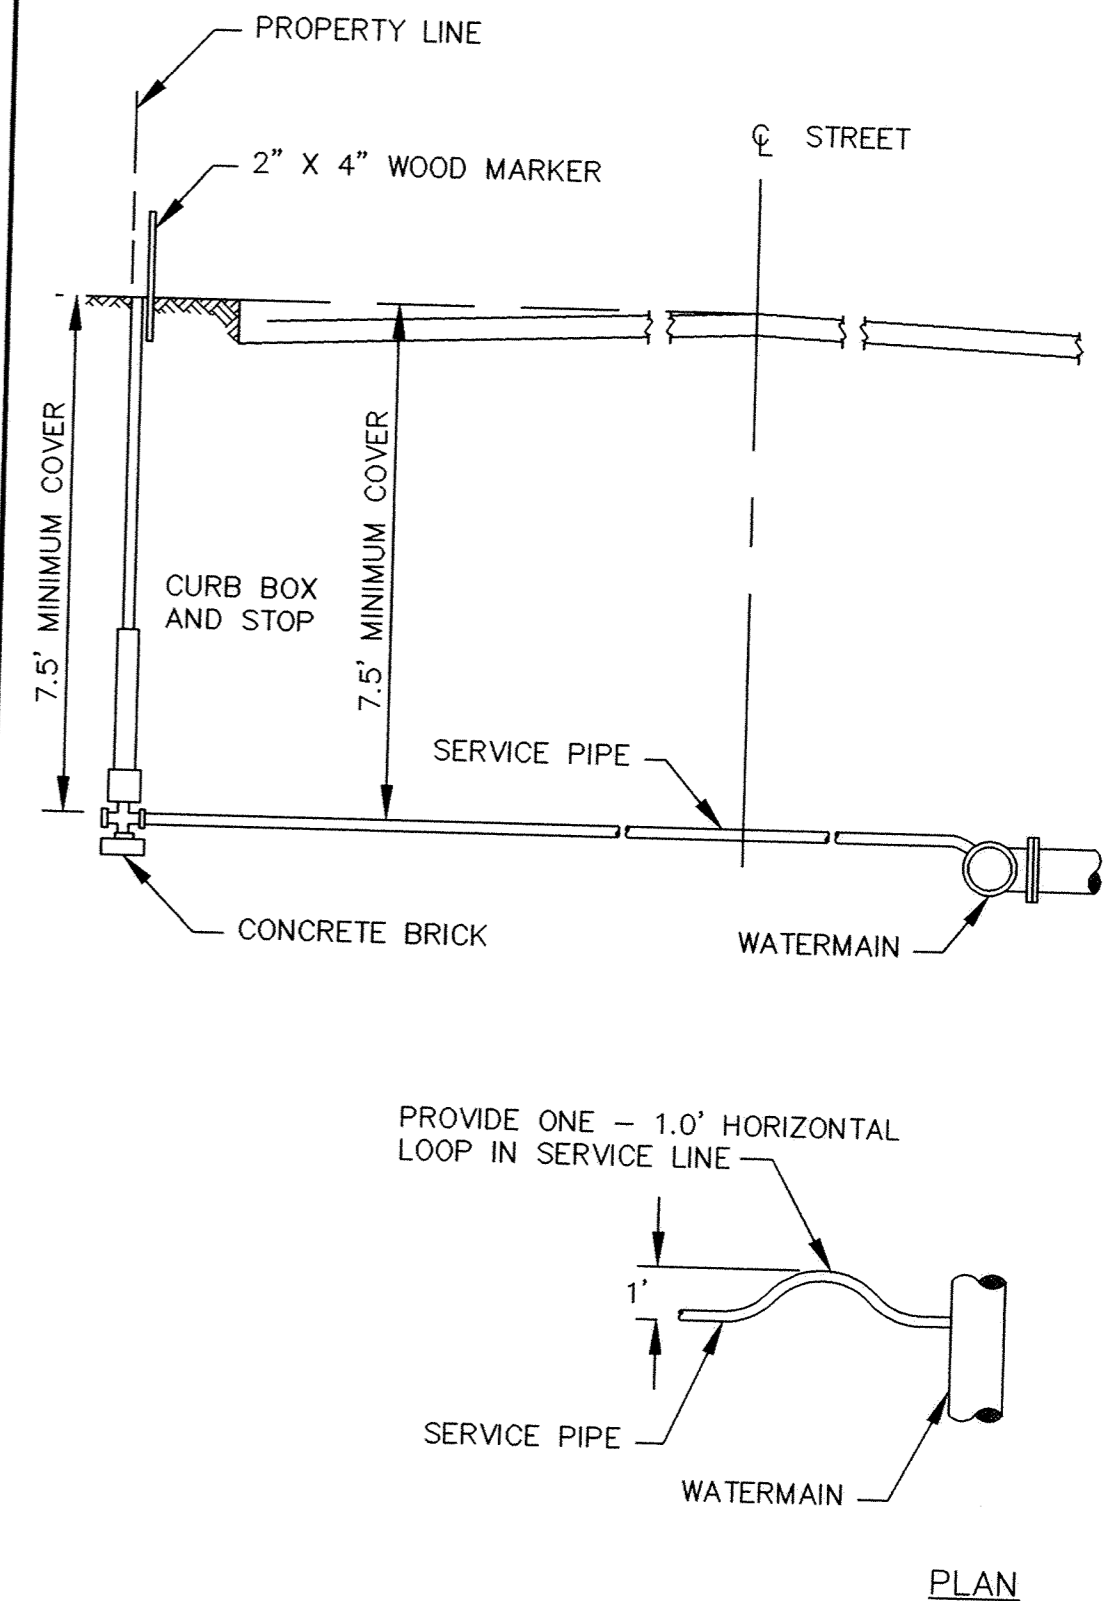 PROPERTY LINE
℄ STREET
2" X 4" WOOD MARKER
7.5' MINIMUM COVER
7.5' MINIMUM COVER
CURB BOX
AND STOP
SERVICE PIPE
CONCRETE BRICK
WATERMAIN
PROVIDE ONE – 1.0' HORIZONTAL
LOOP IN SERVICE LINE
1'
SERVICE PIPE
WATERMAIN
PLAN